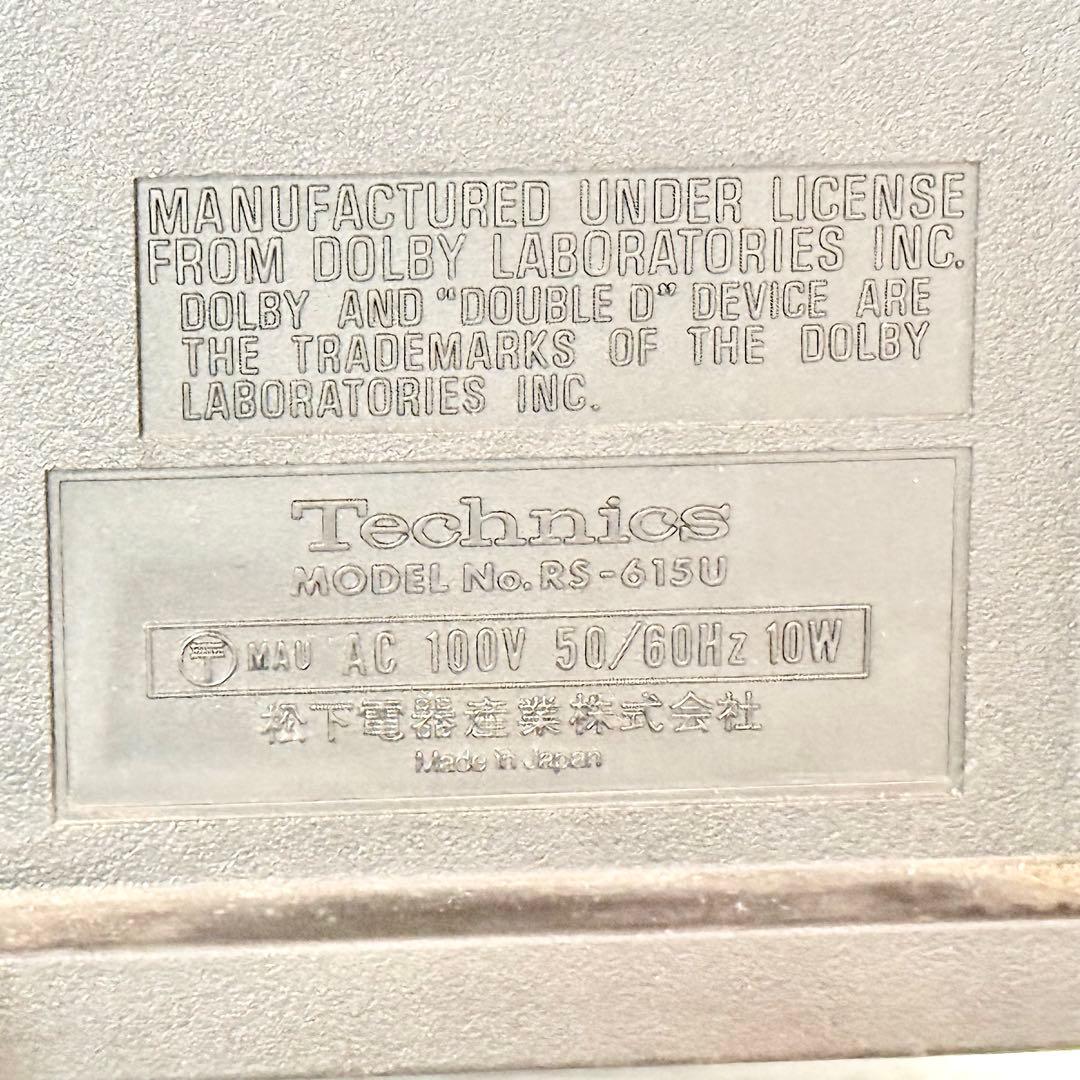 MANUFACTURED UNDER LICENSE
FROM DOLBY LABORATORIES INC.
DOLBY AND "DOUBLE D" DEVICE ARE
THE TRADEMARKS OF THE DOLBY
LABORATORIES INC.
Technics
MODEL No. RS-615U
〒 MAU AC 100V 50/60Hz 10W
松下電器産業株式会社
Made in Japan